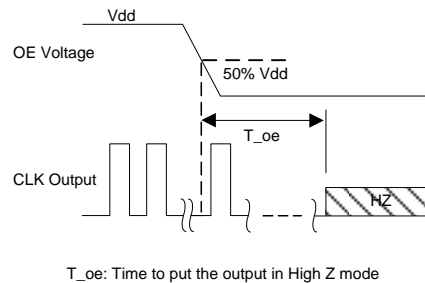 Vdd
OE Voltage
50% Vdd
T_oe
CLK Output
HZ
T_oe: Time to put the output in High Z mode